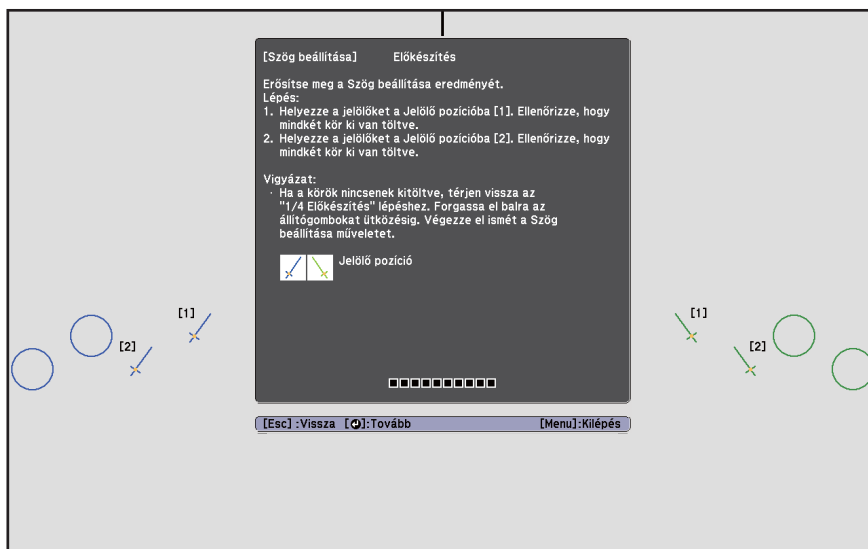 [Szög beállítása] Előkészítés
Erősítse meg a Szög beállítása eredményét.
Lépés:
1. Helyezze a jelölőket a Jelölő pozícióba [1]. Ellenőrizze, hogy
mindkét kör ki van töltve.
2. Helyezze a jelölőket a Jelölő pozícióba [2]. Ellenőrizze, hogy
mindkét kör ki van töltve.
Vigyázat:
· Ha a körök nincsenek kitöltve, térjen vissza az
"1/4 Előkészítés" lépéshez. Forgassa el balra az
állítógombokat ütközésig. Végezze el ismét a Szög
beállítása műveletet.
Jelölő pozíció
[1]
[2]
[1]
[2]
[Esc] :Vissza [⏎]:Tovább [Menu]:Kilépés